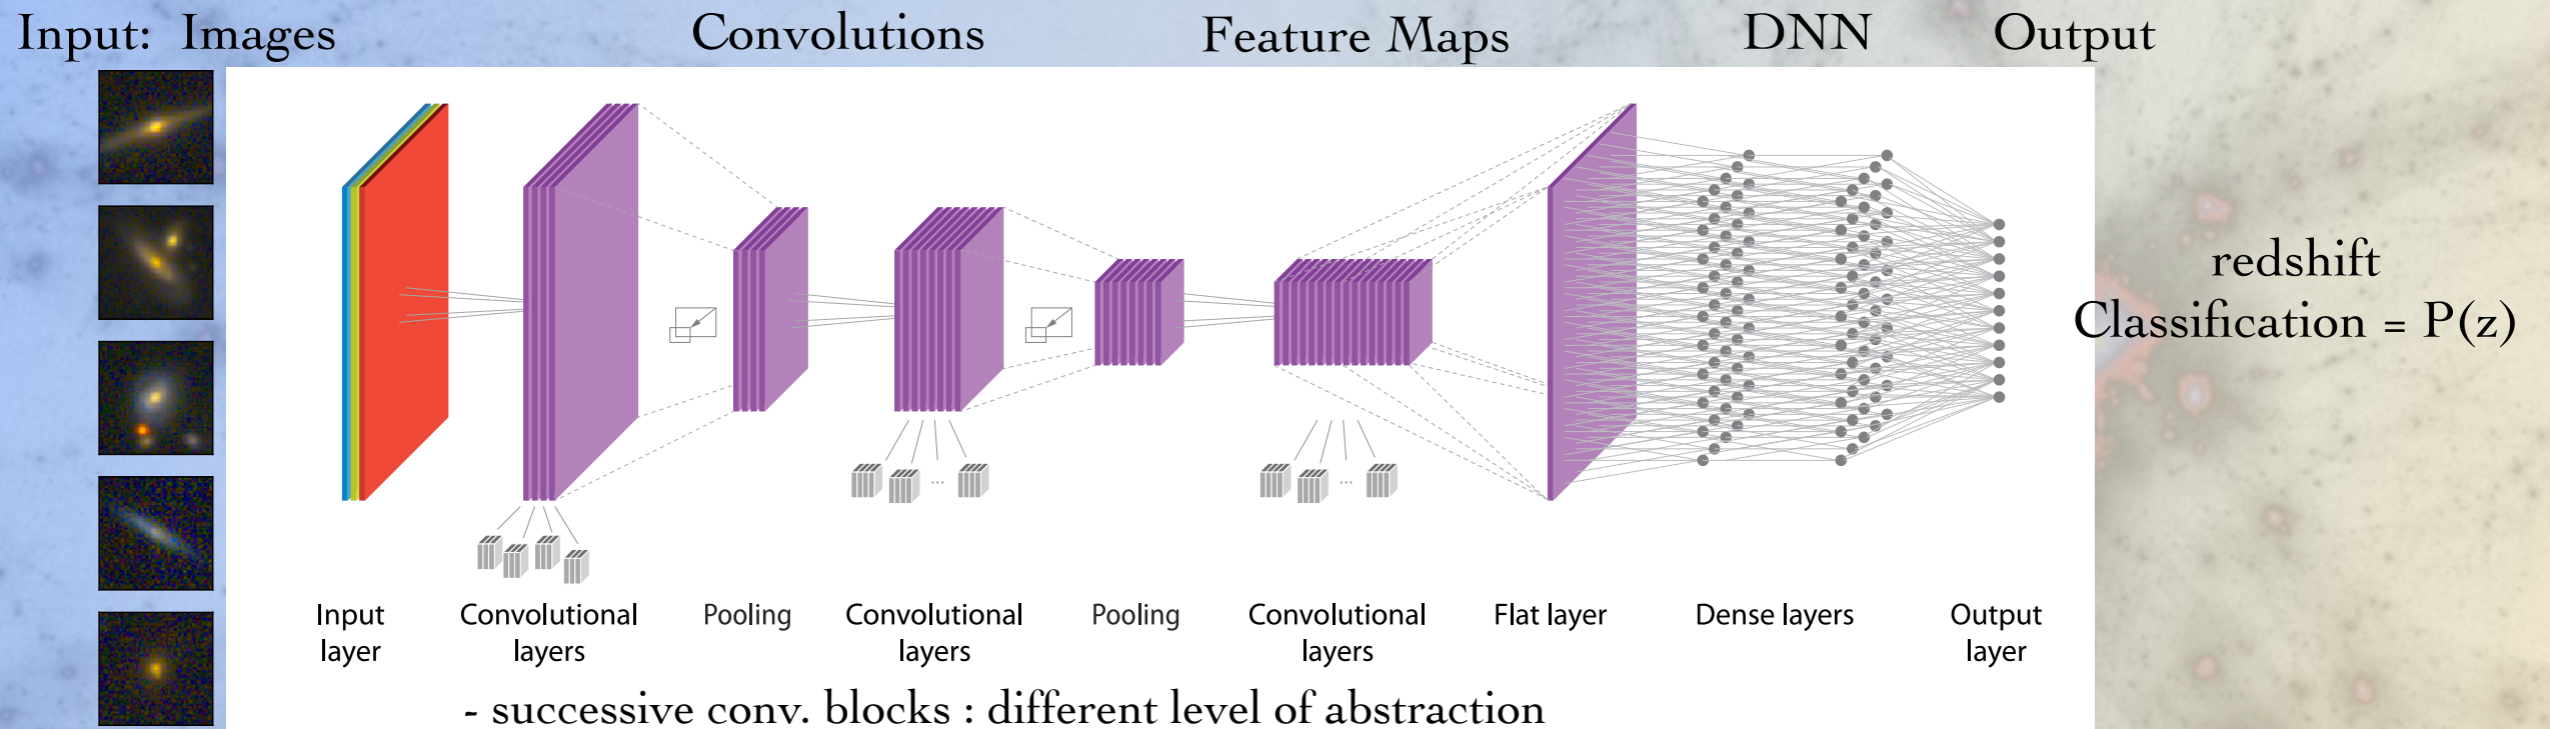 Input: Images
Convolutions
Feature Maps
DNN
Output
redshift
Classification = P(z)
...
...
Input
layer
Convolutional
layers
Pooling
Convolutional
layers
Pooling
Convolutional
layers
Flat layer
Dense layers
Output
layer
- successive conv. blocks : different level of abstraction